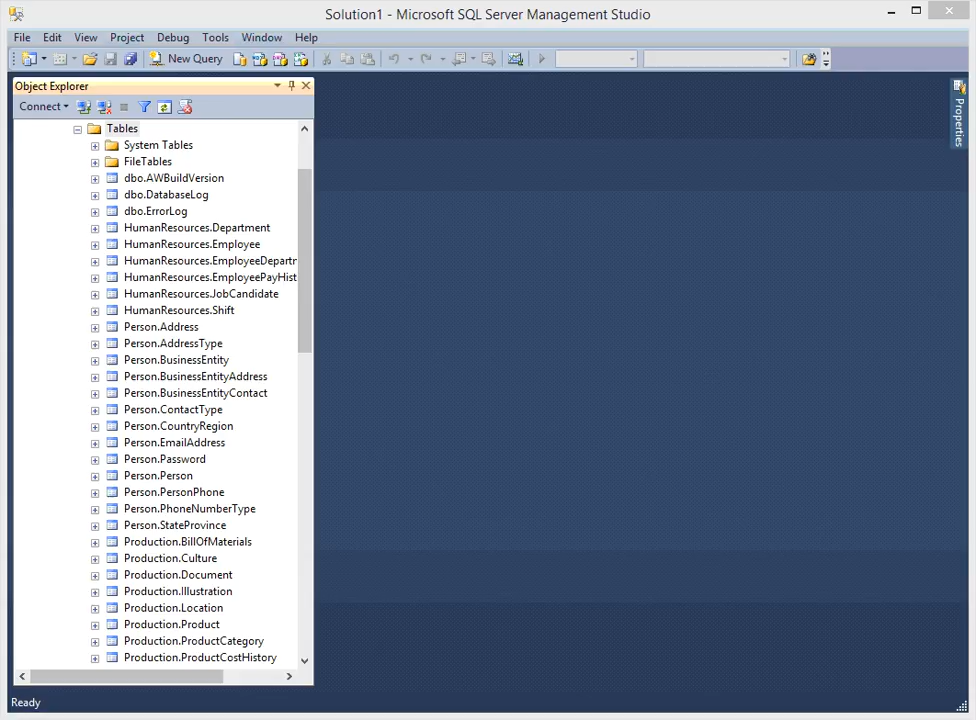 Solution1 - Microsoft SQL Server Management Studio
File Edit View Project Debug Tools Window Help
New Query
Object Explorer
Connect
Tables
System Tables
FileTables
dbo.AWBuildVersion
dbo.DatabaseLog
dbo.ErrorLog
HumanResources.Department
HumanResources.Employee
HumanResources.EmployeeDepartr
HumanResources.EmployeePayHist
HumanResources.JobCandidate
HumanResources.Shift
Person.Address
Person.AddressType
Person.BusinessEntity
Person.BusinessEntityAddress
Person.BusinessEntityContact
Person.ContactType
Person.CountryRegion
Person.EmailAddress
Person.Password
Person.Person
Person.PersonPhone
Person.PhoneNumberType
Person.StateProvince
Production.BillOfMaterials
Production.Culture
Production.Document
Production.Illustration
Production.Location
Production.Product
Production.ProductCategory
Production.ProductCostHistory
Properties
Ready